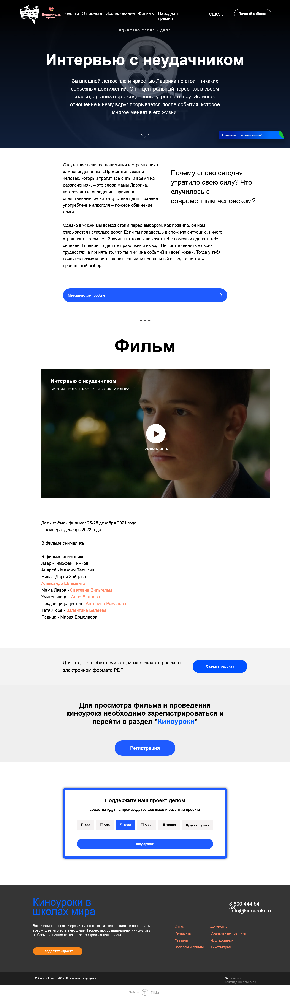 КИНОУРОКИ
В ШКОЛАХ РОССИИ
Поддержать
проект
Новости
О проекте
Исследование
Фильмы
Народная
премия
еще...
Личный кабинет
ЕДИНСТВО СЛОВА И ДЕЛА
Интервью с неудачником
За внешней легкостью и яркостью Лаврика не стоит никаких
серьезных достижений. Он – центральный персонаж в своем
классе, организатор ежедневного утреннего шоу. Истинное
отношение к нему вдруг прорывается после события, которое
многое меняет в его жизни.
ИНТЕЛРОСТ
Напишите нам, мы онлайн!
Отсутствие цели, ее понимания и стремления к
самоопределению. «Прожигатель жизни –
человек, который тратит все силы и время на
развлечения», – это слова мамы Лаврика,
которая четко определяет причинно-
следственные связи: отсутствие цели – раннее
употребление алкоголя – ложное обвинение
друга.
Почему слово сегодня
утратило свою силу? Что
случилось с
современным человеком?
Однако в жизни мы всегда стоим перед выбором. Как правило, он нам
открывается несколько дорог. Если ты попадаешь в сложную ситуацию, ничего
страшного в этом нет. Значит, кто-то свыше хочет тебе помочь и сделать тебя
сильнее. Главное – сделать правильный вывод. Не кого-то винить в своих
трудностях, а принять то, что ты причина событий в своей жизни. Тогда у тебя
появится возможность сделать сначала правильный вывод, а потом –
правильный выбор!
Методическое пособие
Фильм
Интервью с неудачником
СРЕДНЯЯ ШКОЛА, ТЕМА "ЕДИНСТВО СЛОВА И ДЕЛА"
Смотреть фильм
Даты съёмок фильма: 25-28 декабря 2021 года
Премьера: декабрь 2022 года
В фильме снимались:
В фильме снимались:
Лавр -Тимофей Тимков
Андрей - Максим Талызин
Нина - Дарья Зайцева
Александр Шлеменко
Мама Лавра - Светлана Вильгельм
Учительница - Анна Енжаева
Продавщица цветов - Антонина Романова
Тетя Люба - Валентина Балеева
Певица - Мария Ермолаева
Для тех, кто любит почитать, можно скачать рассказ в
электронном формате PDF
Скачать рассказ
Для просмотра фильма и проведения
киноурока необходимо зарегистрироваться и
перейти в раздел "Киноуроки"
Регистрация
Поддержите наш проект делом
средства идут на производство фильмов и развитие проекта
100
500
1000
5000
10000
Другая сумма
Поддержать
Киноуроки в
школах мира
8 800 444 54
58
info@kinouroki.ru
Воспитание человека через искусство - искусство созидать и воплощать
все лучшее, что есть в его душе. Творчество, созидательная инициатива и
любовь - те ценности, на которых строится наш проект.
О нас
Реквизиты
Фильмы
Вопросы и ответы
Документы
Социальные практики
Исследования
Кинотеатрам
Поддержать проект
© kinouroki.org, 2022. Все права защищены.
0+ Политика
конфиденциальности
Made on
Tilda